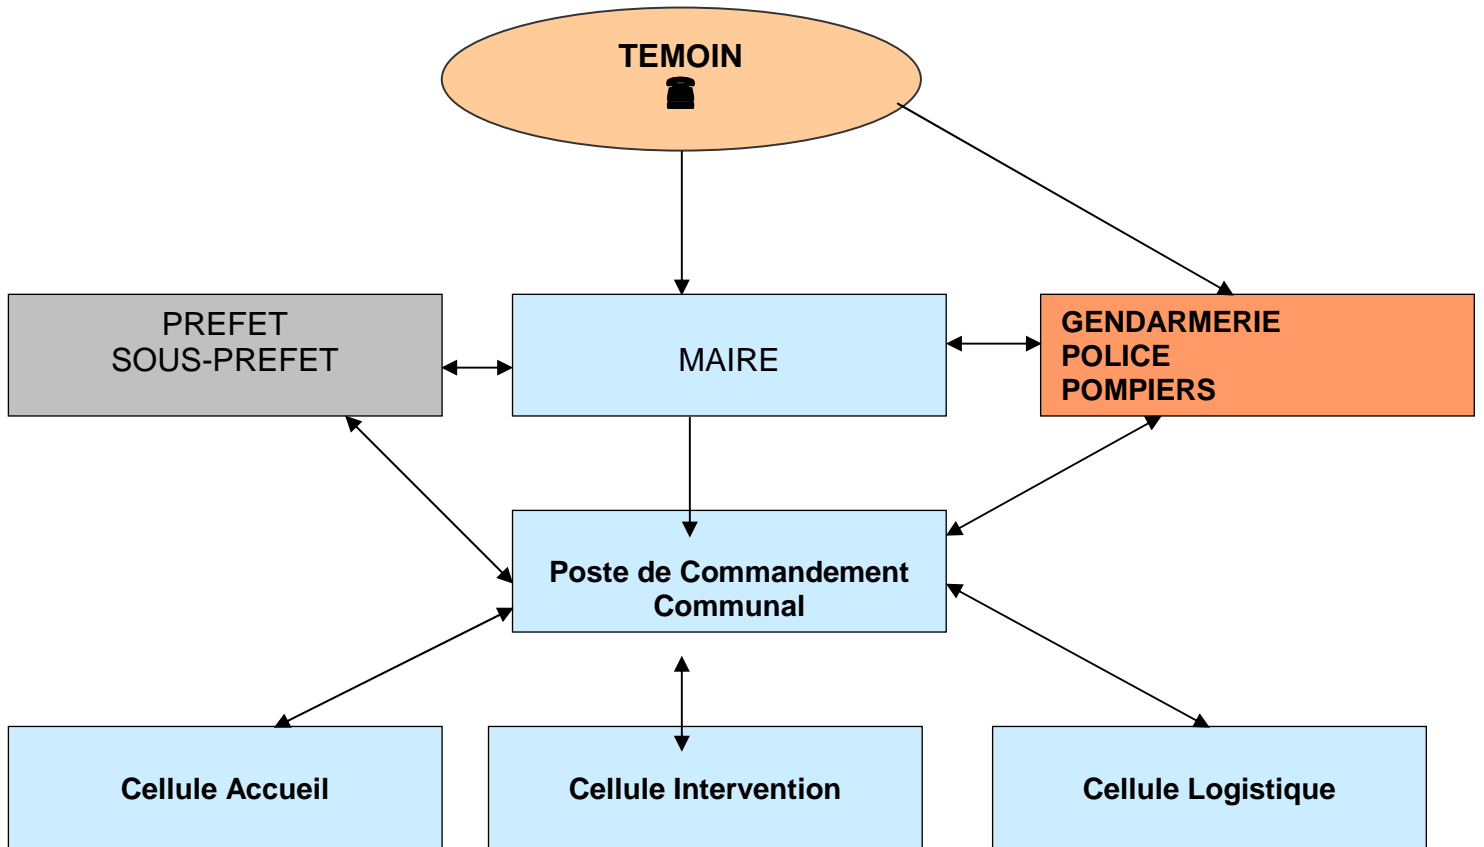 TEMOIN
PREFET
SOUS-PREFET
MAIRE
GENDARMERIE
POLICE
POMPIERS
Poste de Commandement
Communal
Cellule Accueil
Cellule Intervention
Cellule Logistique